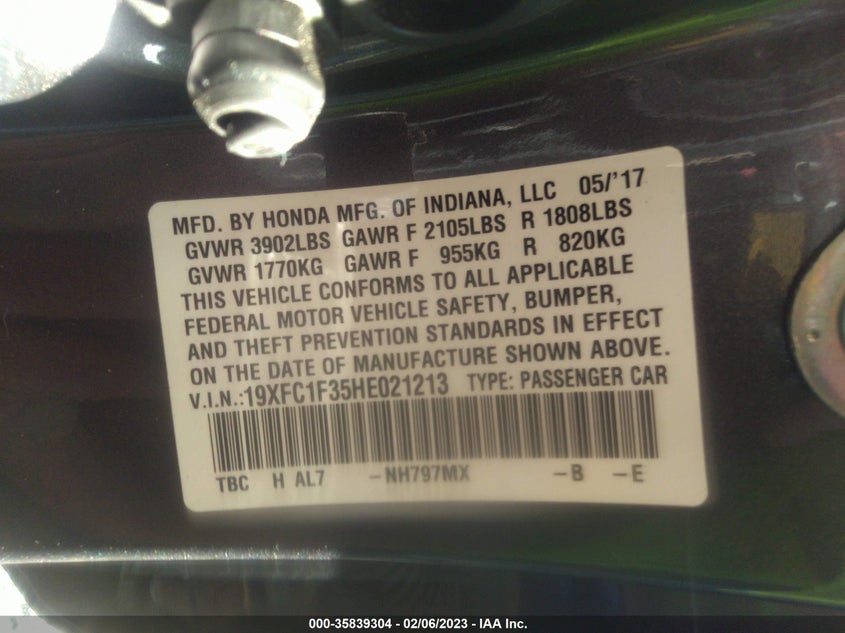 MFD. BY HONDA MFG. OF INDIANA, LLC 05/'17
GVWR 3902LBS GAWR F 2105LBS R 1808LBS
GVWR 1770KG GAWR F 955KG R 820KG
THIS VEHICLE CONFORMS TO ALL APPLICABLE
FEDERAL MOTOR VEHICLE SAFETY, BUMPER,
AND THEFT PREVENTION STANDARDS IN EFFECT
ON THE DATE OF MANUFACTURE SHOWN ABOVE.
V.I.N.:19XFC1F35HE021213 TYPE: PASSENGER CAR
TBC H AL7 -NH797MX -B -E
000-35839304 - 02/06/2023 - IAA Inc.